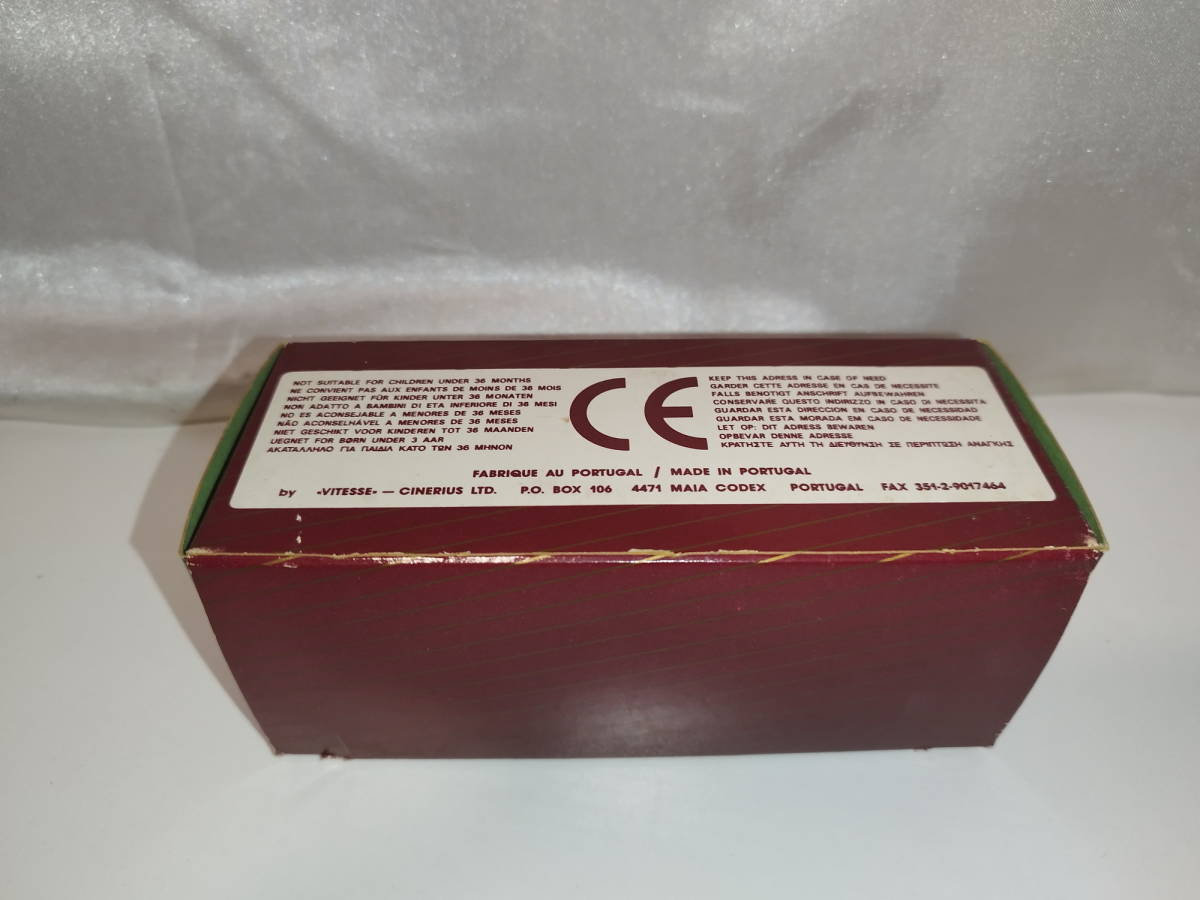 NOT SUITABLE FOR CHILDREN UNDER 36 MONTHS
NE CONVIENT PAS AUX ENFANTS DE MOINS DE 36 MOIS
NICHT GEEIGNET FÜR KINDER UNTER 36 MONATEN
NON ADATTO A BAMBINI DI ETA INFERIORE DI 36 MESI
NO ES ACONSEJABLE A MENORES DE 36 MESES
NÃO ACONSELHÁVEL A MENORES DE 36 MESES
NIET GESCHIKT VOOR KINDEREN TOT 36 MAANDEN
UEGNET FOR BØRN UNDER 3 AAR
ΑΚΑΤΑΛΛΗΛΟ ΓΙΑ ΠΑΙΔΙΑ ΚΑΤΟ ΤΩΝ 36 ΜΗΝΟΝ
CE
KEEP THIS ADRESS IN CASE OF NEED
GARDER CETTE ADRESSE EN CAS DE NECESSITE
FALLS BENOTIGT ANSCHRIFT AUFBEWAHREN
CONSERVARE QUESTO INDIRIZZO IN CASO DI NECESSITA
GUARDAR ESTA DIRECCION EN CASO DE NECESSIDAD
GUARDAR ESTA MORADA EM CASO DE NECESSIDADE
LET OP: DIT ADRESS BEWAREN
OPBEVAR DENNE ADRESSE
ΚΡΑΤΗΣΤΕ ΑΥΤΗ ΤΗ ΔΙΕΥΘΥΝΣΗ ΣΕ ΠΕΡΙΠΤΩΣΗ ΑΝΑΓΚΗΣ
FABRIQUE AU PORTUGAL / MADE IN PORTUGAL
by «VITESSE» — CINERIUS LTD. P.O. BOX 106 4471 MAIA CODEX PORTUGAL FAX 351-2-9017464